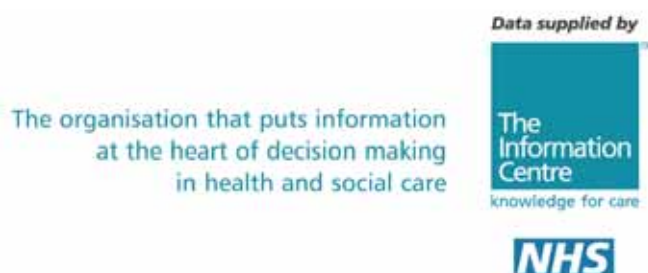 Data supplied by
The organisation that puts information
at the heart of decision making
in health and social care
The
Information
Centre
knowledge for care
NHS